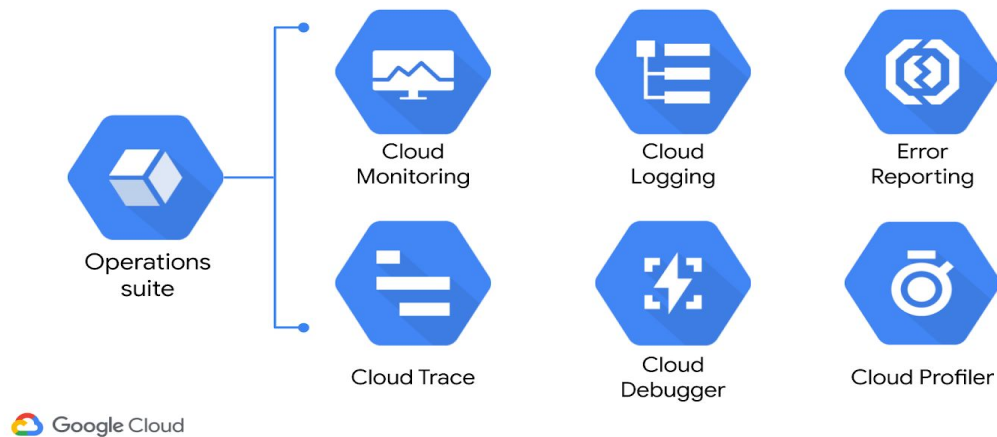 Cloud
Monitoring
Cloud
Logging
Error
Reporting
Operations
suite
Cloud Trace
Cloud
Debugger
Cloud Profiler
Google Cloud